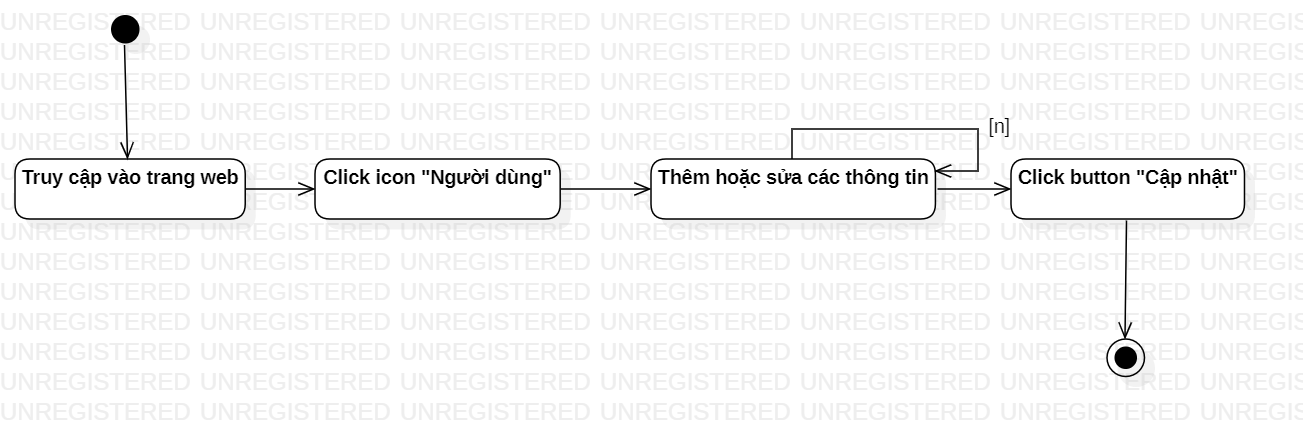 [n]
Truy cập vào trang web
Click icon "Người dùng"
Thêm hoặc sửa các thông tin
Click button "Cập nhật"
UNREGISTERED